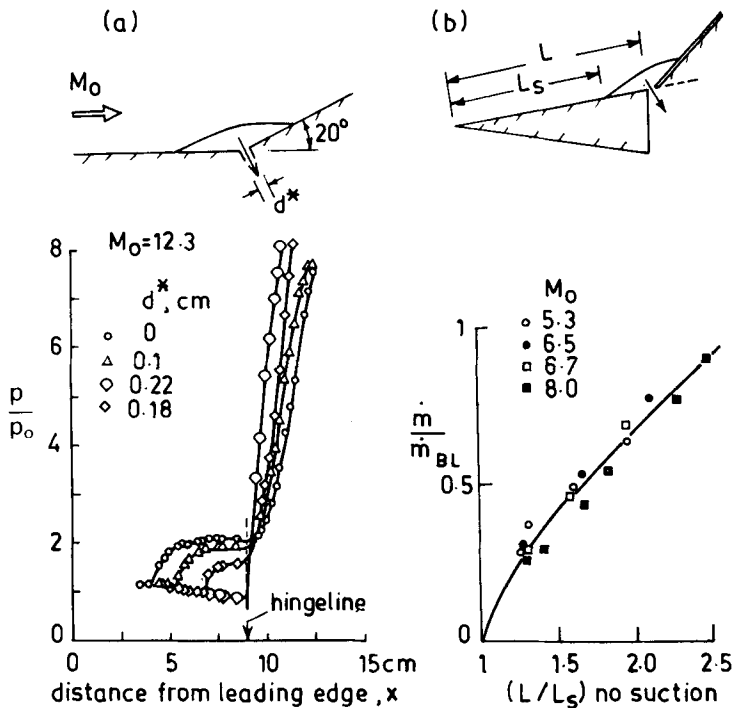 (a)
M₀
20°
d*
M₀=12·3
d*, cm
0
0.1
0.22
0.18
p/p₀
8
6
4
2
0
hingeline
0
5
10
15cm
distance from leading edge, x
(b)
L
Lₛ
M₀
5·3
6·5
6·7
8·0
ṁ/ṁ_BL
1
0.5
0
1
1.5
2.0
2.5
(L/Lₛ) no suction